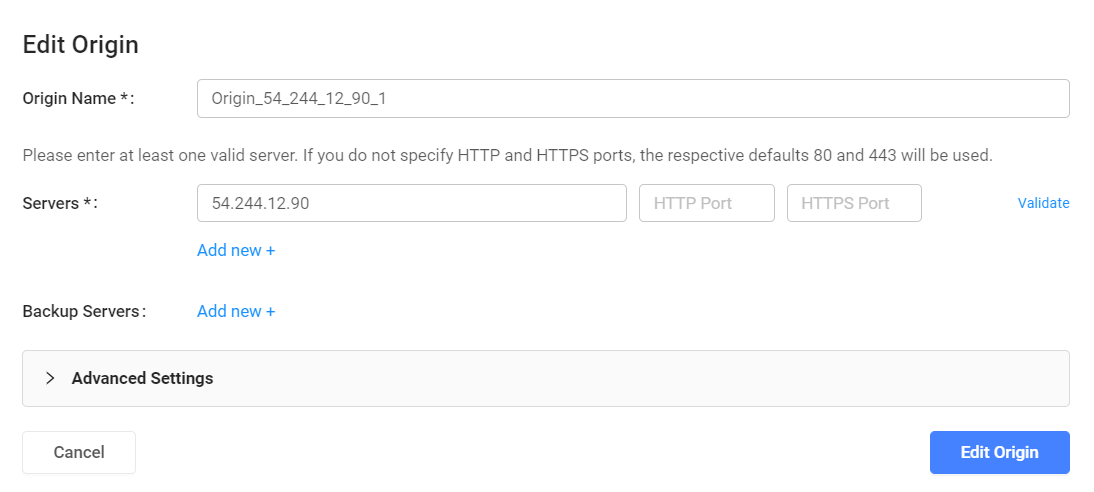 Edit Origin
Origin Name *:
Origin_54_244_12_90_1
Please enter at least one valid server. If you do not specify HTTP and HTTPS ports, the respective defaults 80 and 443 will be used.
Servers *: 54.244.12.90 HTTP Port HTTPS Port Validate
Add new +
Backup Servers: Add new +
Advanced Settings
Cancel Edit Origin